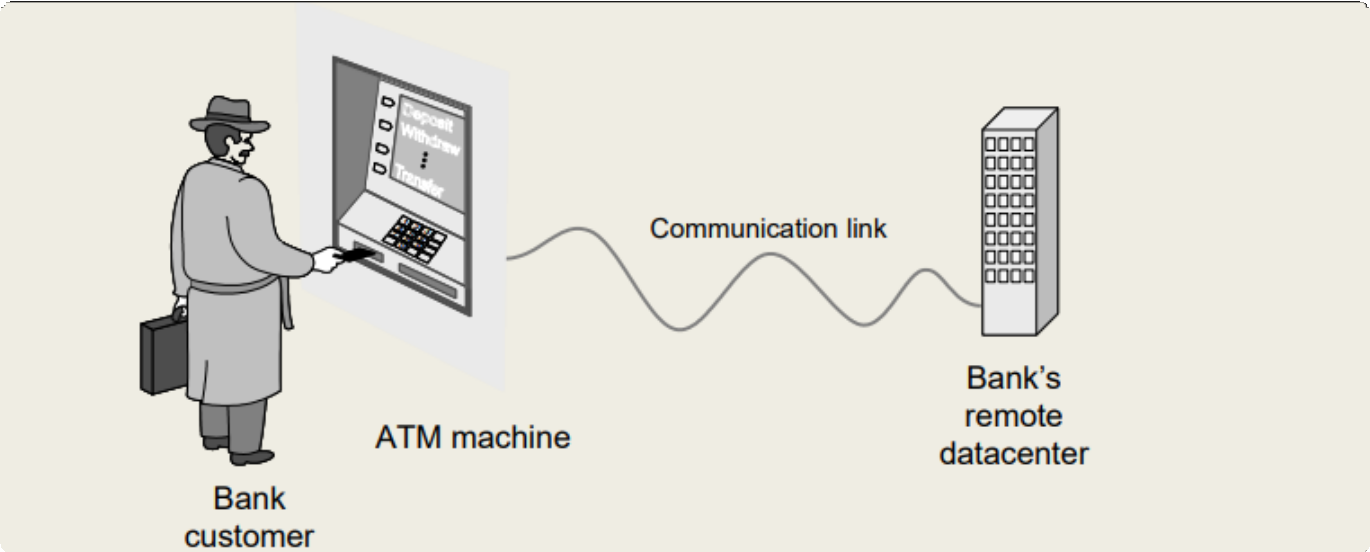 Deposit
Withdraw
Transfer
Communication link
Bank's
remote
datacenter
ATM machine
Bank
customer